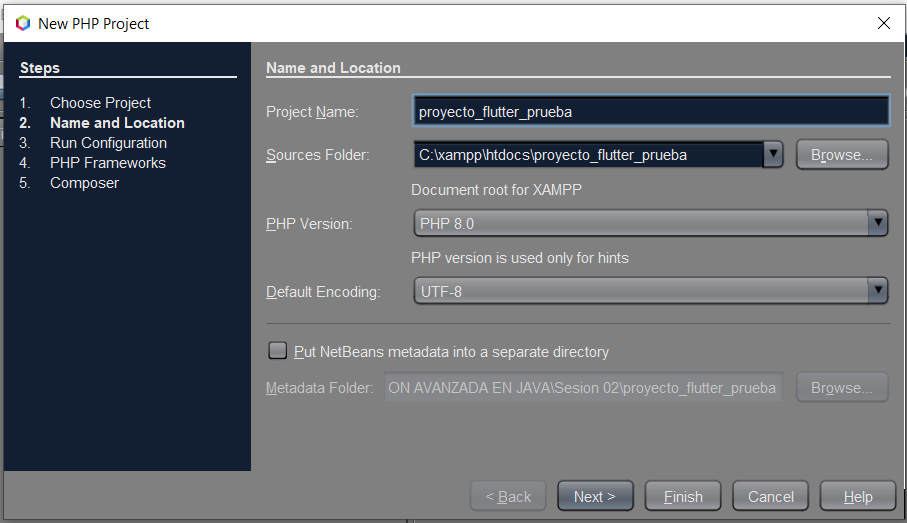 New PHP Project
Steps
1. Choose Project
2. Name and Location
3. Run Configuration
4. PHP Frameworks
5. Composer
Name and Location
Project Name: proyecto_flutter_prueba
Sources Folder: C:\xampp\htdocs\proyecto_flutter_prueba Browse...
Document root for XAMPP
PHP Version: PHP 8.0
PHP version is used only for hints
Default Encoding: UTF-8
Put NetBeans metadata into a separate directory
Metadata Folder: ON AVANZADA EN JAVA\Sesion 02\proyecto_flutter_prueba Browse...
< Back Next > Finish Cancel Help